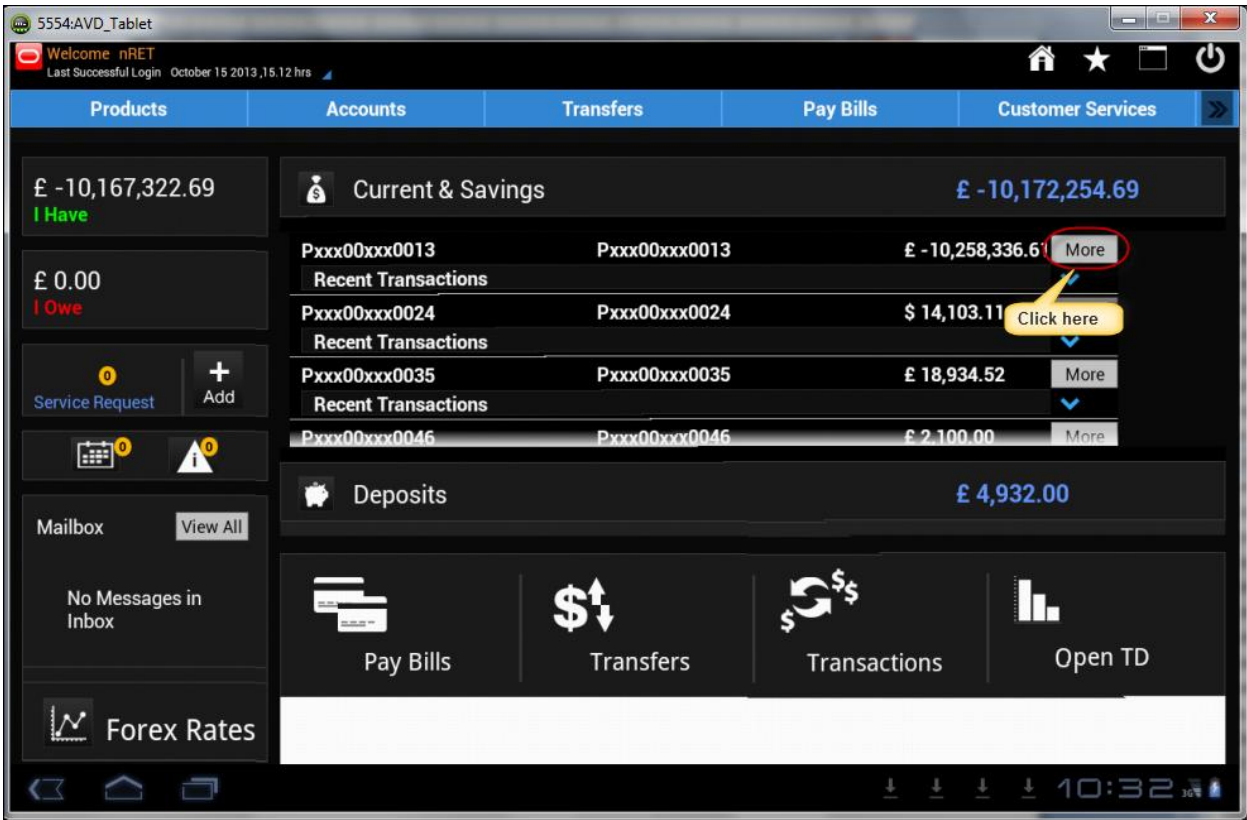 5554:AVD_Tablet
Welcome nRET
Last Successful Login October 15 2013 ,15.12 hrs
Products Accounts Transfers Pay Bills Customer Services
£ -10,167,322.69
I Have
£ 0.00
I Owe
0
Service Request
+
Add
0
0
Mailbox View All
No Messages in
Inbox
Forex Rates
Current & Savings £ -10,172,254.69
Pxxx00xxx0013 Pxxx00xxx0013 £ -10,258,336.61 More
Recent Transactions
Click here
Pxxx00xxx0024 Pxxx00xxx0024 $ 14,103.11
Recent Transactions
Pxxx00xxx0035 Pxxx00xxx0035 £ 18,934.52 More
Recent Transactions
Pxxx00xxx0046 Pxxx00xxx0046 £ 2,100.00 More
Deposits £ 4,932.00
Pay Bills Transfers Transactions Open TD
10:32 3G